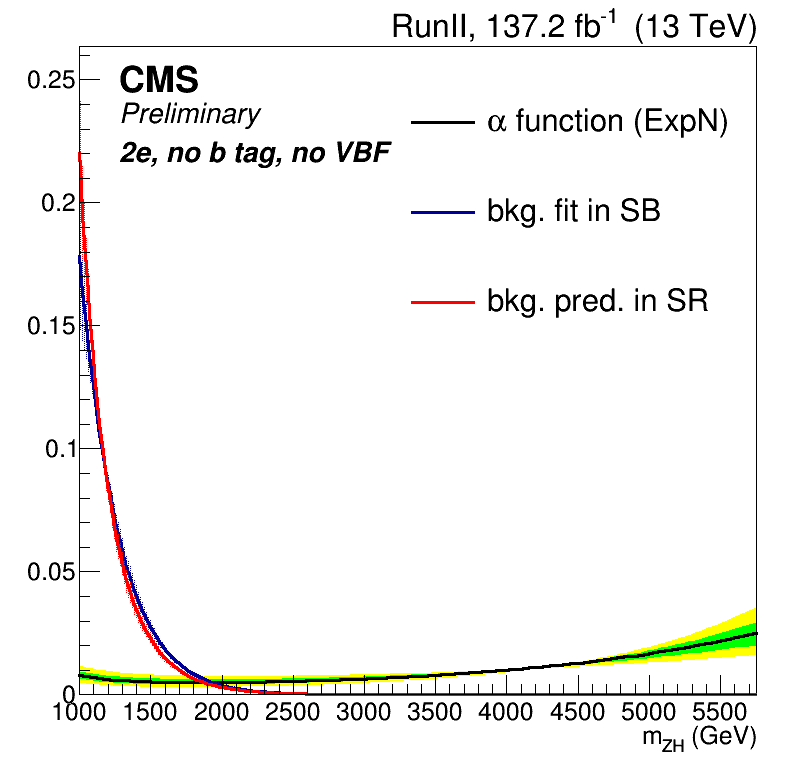 RunII, 137.2 fb⁻¹ (13 TeV)
CMS
Preliminary
2e, no b tag, no VBF
α function (ExpN)
bkg. fit in SB
bkg. pred. in SR
0.25
0.2
0.15
0.1
0.05
0
1000 1500 2000 2500 3000 3500 4000 4500 5000 5500
m_ZH (GeV)